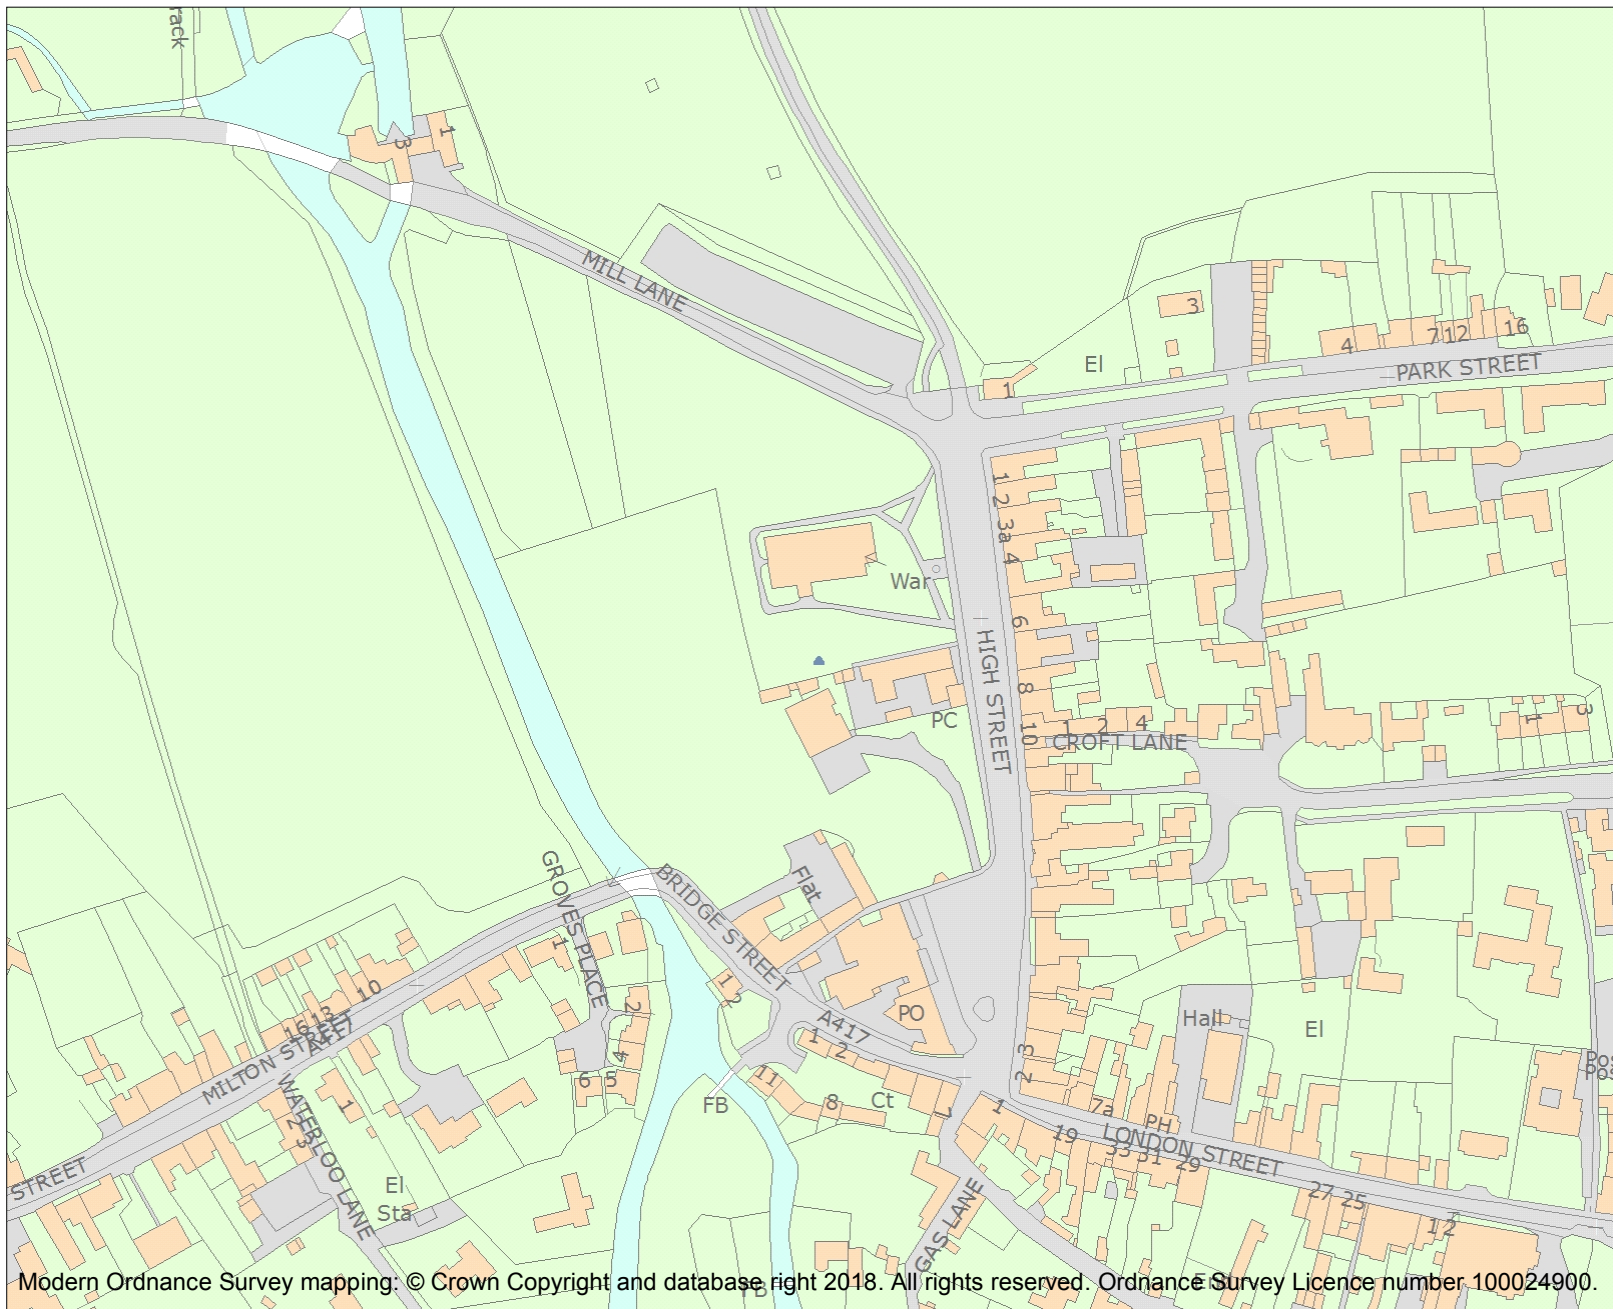 rack
3
1
MILL LANE
3
El
1
4
7 12
16
PARK STREET
1
2
3a
4
War
6
HIGH STREET
8
PC
10
1 2 4
CROFT LANE
1
3
GROVES PLACE
BRIDGE STREET
Flat
1
1 2
2
10
16 13
MILTON STREET
A417
A417
PO
1 2
Hall
El
4
6 5
11
FB
8
Ct
3
2
7
1
7a
PH
LONDON STREET
19
33 31 29
27 25
1 2
WATERLOO LANE
1
2
3
El
Sta
STREET
GAS LANE
FB
Modern Ordnance Survey mapping: © Crown Copyright and database right 2018. All rights reserved. Ordnance Survey Licence number 100024900.